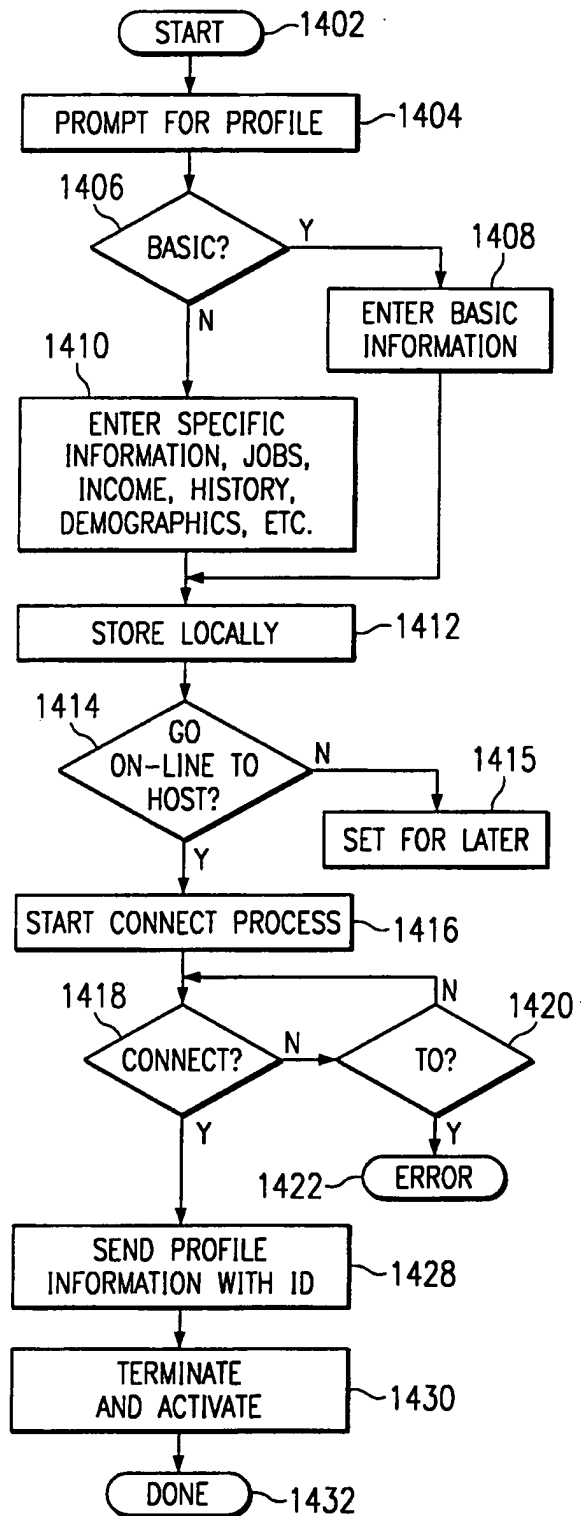 START
1402
PROMPT FOR PROFILE
1404
1406
BASIC?
Y
N
1408
ENTER BASIC
INFORMATION
1410
ENTER SPECIFIC
INFORMATION, JOBS,
INCOME, HISTORY,
DEMOGRAPHICS, ETC.
STORE LOCALLY
1412
1414
GO
ON-LINE TO
HOST?
N
Y
1415
SET FOR LATER
START CONNECT PROCESS
1416
1418
CONNECT?
N
Y
N
1420
TO?
Y
1422
ERROR
SEND PROFILE
INFORMATION WITH ID
1428
TERMINATE
AND ACTIVATE
1430
DONE
1432